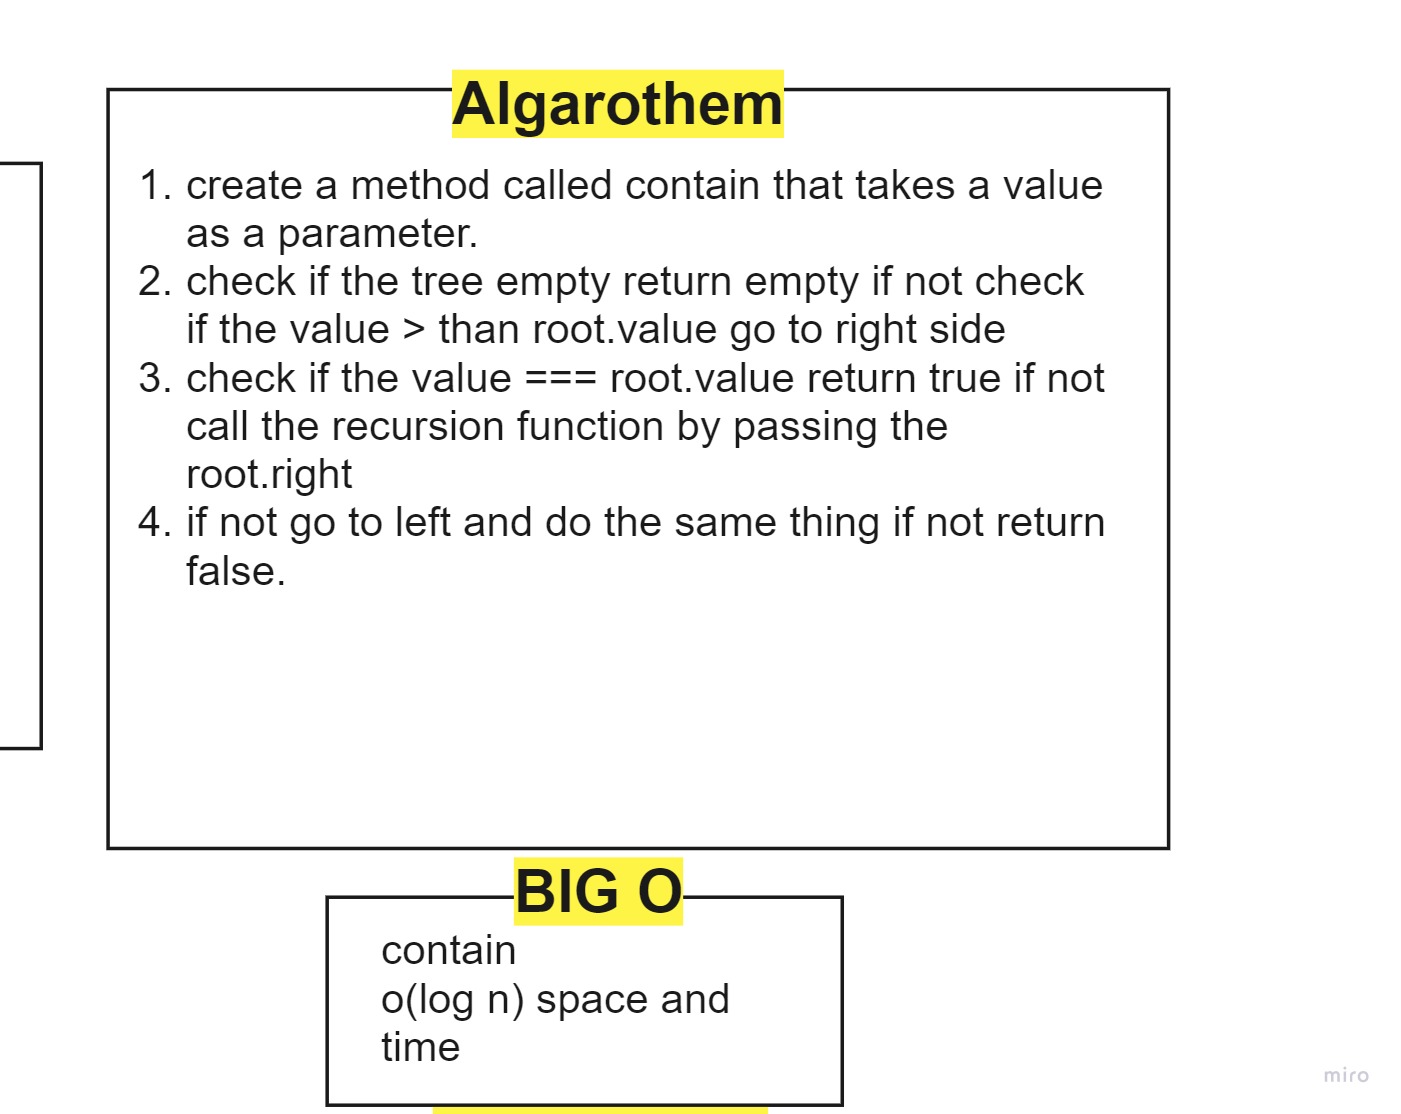 Algarothem
1. create a method called contain that takes a value
as a parameter.
2. check if the tree empty return empty if not check
if the value > than root.value go to right side
3. check if the value === root.value return true if not
call the recursion function by passing the
root.right
4. if not go to left and do the same thing if not return
false.
BIG O
contain
o(log n) space and
time
miro